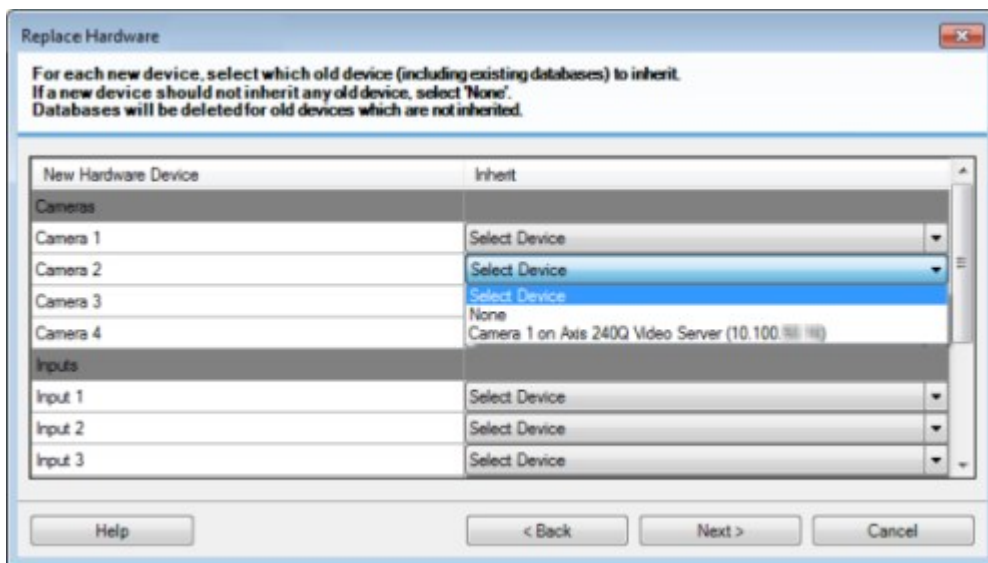 Replace Hardware
For each new device, select which old device (including existing databases) to inherit.
If a new device should not inherit any old device, select 'None'.
Databases will be deleted for old devices which are not inherited.
New Hardware Device Inherit
Cameras
Camera 1 Select Device
Camera 2 Select Device
Select Device
Camera 3 None
Camera 4 Camera 1 on Axis 240Q Video Server (10.100.
Inputs
Input 1 Select Device
Input 2 Select Device
Input 3 Select Device
Help < Back Next > Cancel